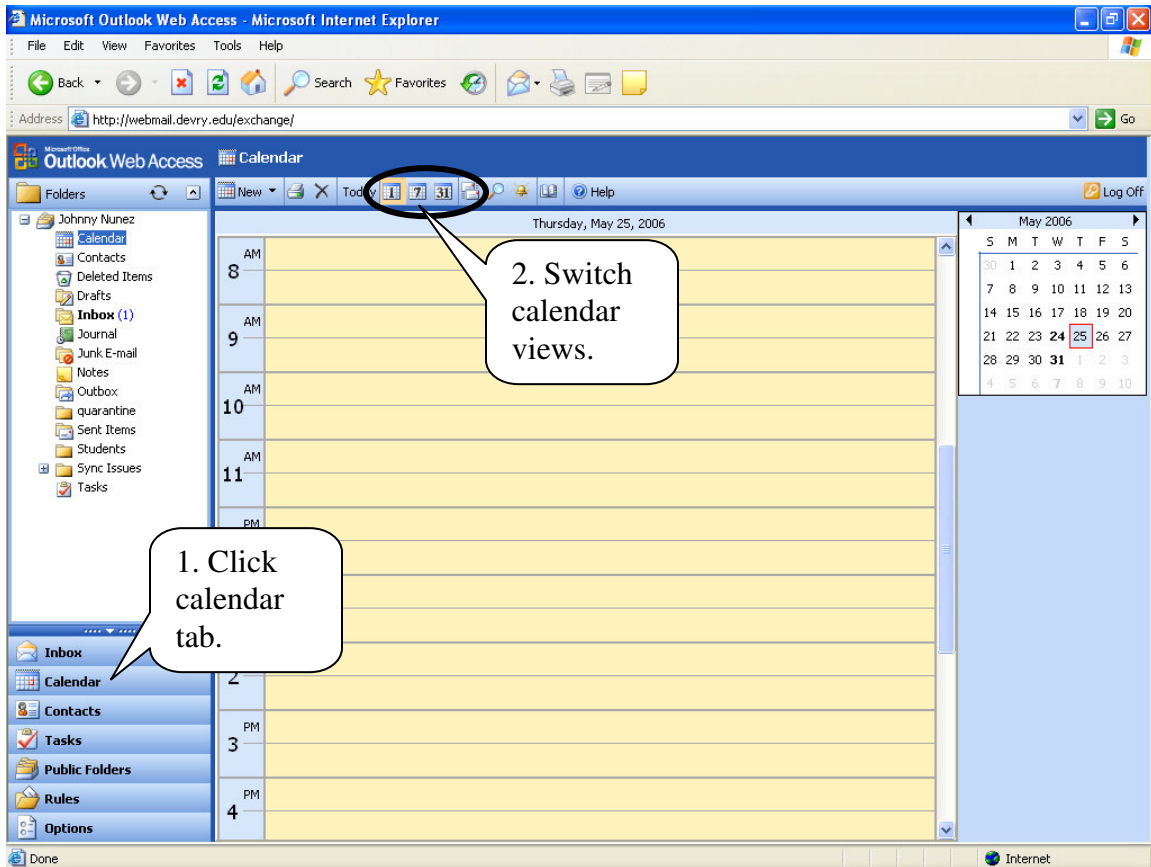 Microsoft Outlook Web Access - Microsoft Internet Explorer
File Edit View Favorites Tools Help
Back Search Favorites
Address http://webmail.devry.edu/exchange/ Go
Microsoft Office
Outlook Web Access Calendar
Folders New Today 1 7 31 Help Log Off
Johnny Nunez
Calendar
Contacts
Deleted Items
Drafts
Inbox (1)
Journal
Junk E-mail
Notes
Outbox
quarantine
Sent Items
Students
Sync Issues
Tasks
Inbox
Calendar
Contacts
Tasks
Public Folders
Rules
Options
Thursday, May 25, 2006
8 AM
9 AM
10 AM
11 AM
PM
2
3 PM
4 PM
1. Click
calendar
tab.
2. Switch
calendar
views.
May 2006
S M T W T F S
30 1 2 3 4 5 6
7 8 9 10 11 12 13
14 15 16 17 18 19 20
21 22 23 24 25 26 27
28 29 30 31 1 2 3
4 5 6 7 8 9 10
Done Internet